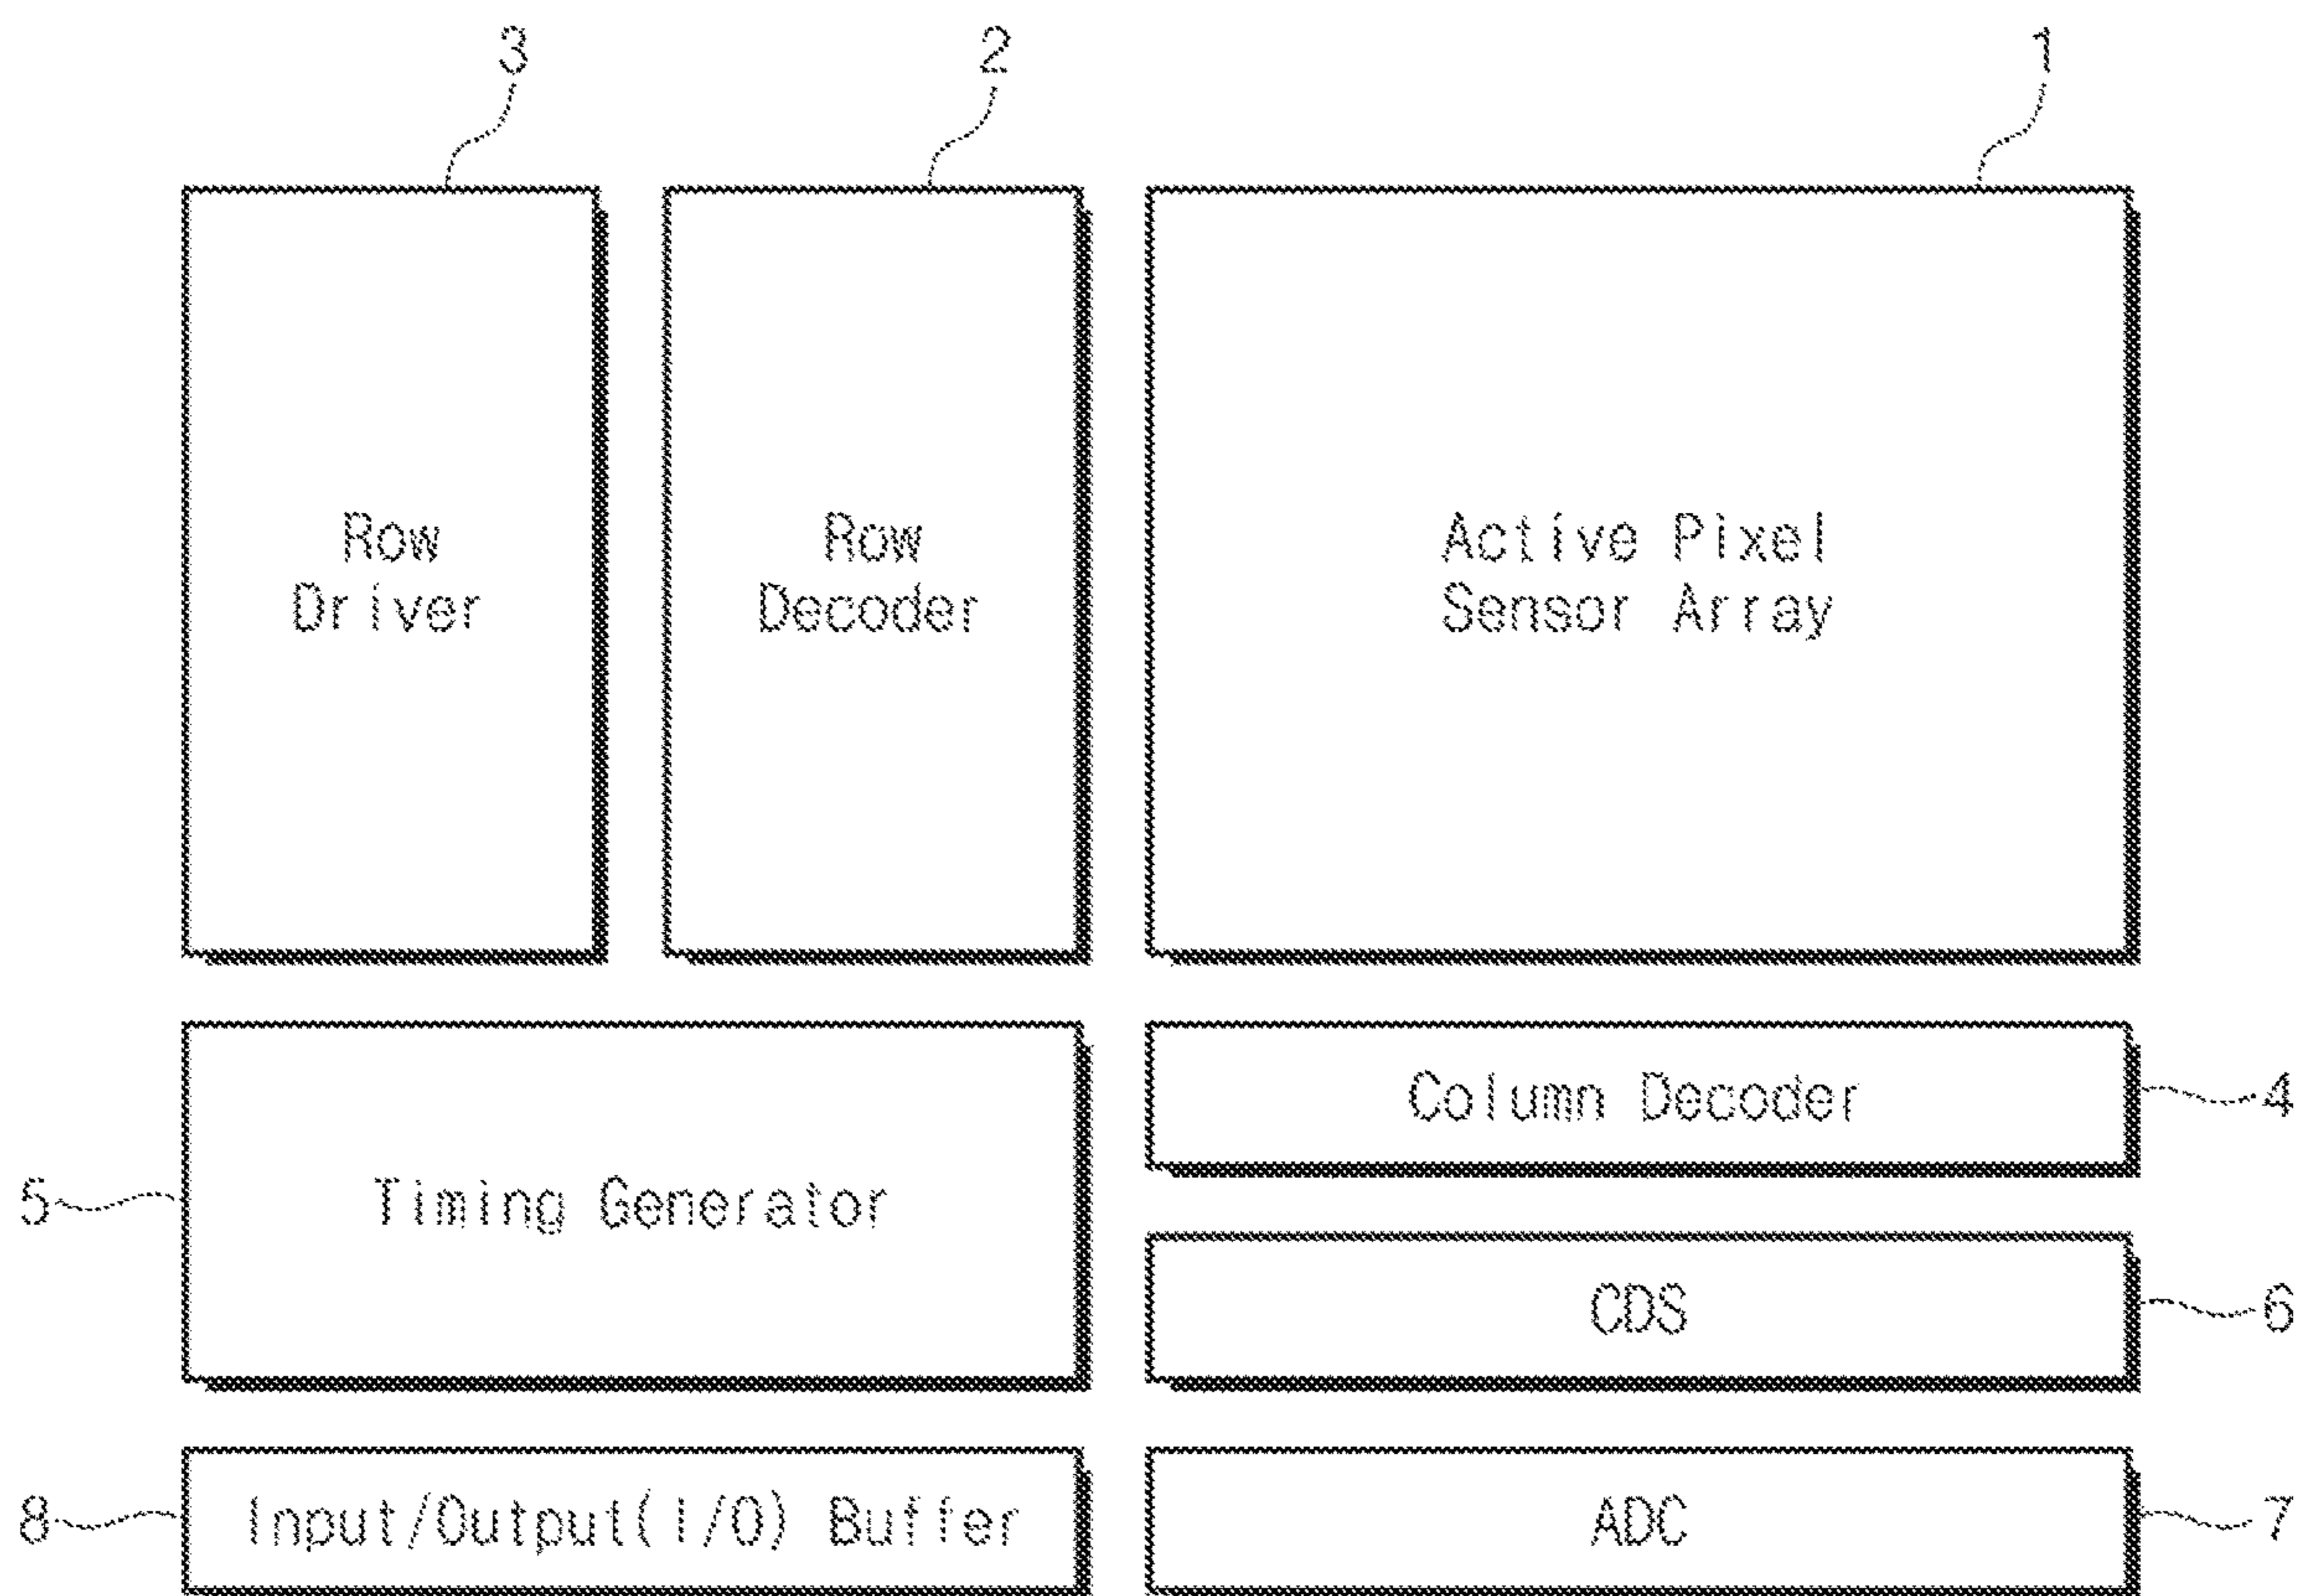 3
2
1
Row
Driver
Row
Decoder
Active Pixel
Sensor Array
Column Decoder
4
5
Timing Generator
CDS
6
8
Input/Output(I/O) Buffer
ADC
7